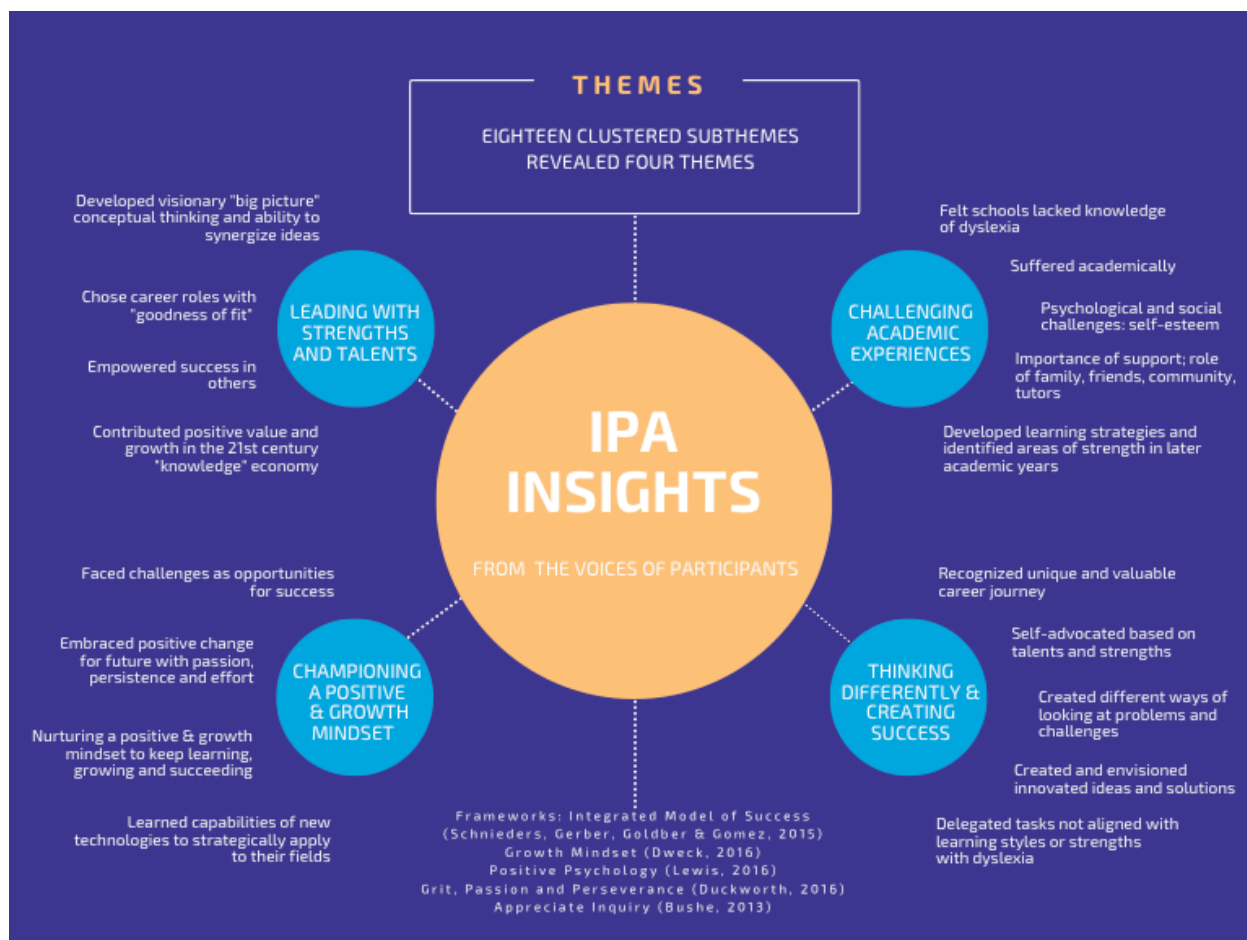 THEMES
EIGHTEEN CLUSTERED SUBTHEMES
REVEALED FOUR THEMES
Developed visionary "big picture"
conceptual thinking and ability to
synergize ideas
Chose career roles with
"goodness of fit"
Empowered success in
others
Contributed positive value and
growth in the 21st century
"knowledge" economy
LEADING WITH
STRENGTHS
AND TALENTS
CHALLENGING
ACADEMIC
EXPERIENCES
Felt schools lacked knowledge
of dyslexia
Suffered academically
Psychological and social
challenges: self-esteem
Importance of support; role
of family, friends, community,
tutors
Developed learning strategies and
identified areas of strength in later
academic years
IPA
INSIGHTS
FROM THE VOICES OF PARTICIPANTS
Faced challenges as opportunities
for success
Embraced positive change
for future with passion,
persistence and effort
Nurturing a positive & growth
mindset to keep learning,
growing and succeeding
Learned capabilities of new
technologies to strategically apply
to their fields
CHAMPIONING
A POSITIVE
& GROWTH
MINDSET
THINKING
DIFFERENTLY &
CREATING
SUCCESS
Recognized unique and valuable
career journey
Self-advocated based on
talents and strengths
Created different ways of
looking at problems and
challenges
Created and envisioned
innovated ideas and solutions
Delegated tasks not aligned with
learning styles or strengths
with dyslexia
Frameworks: Integrated Model of Success
(Schnieders, Gerber, Goldber & Gomez, 2015)
Growth Mindset (Dweck, 2016)
Positive Psychology (Lewis, 2016)
Grit, Passion and Perseverance (Duckworth, 2016)
Appreciate Inquiry (Bushe, 2013)